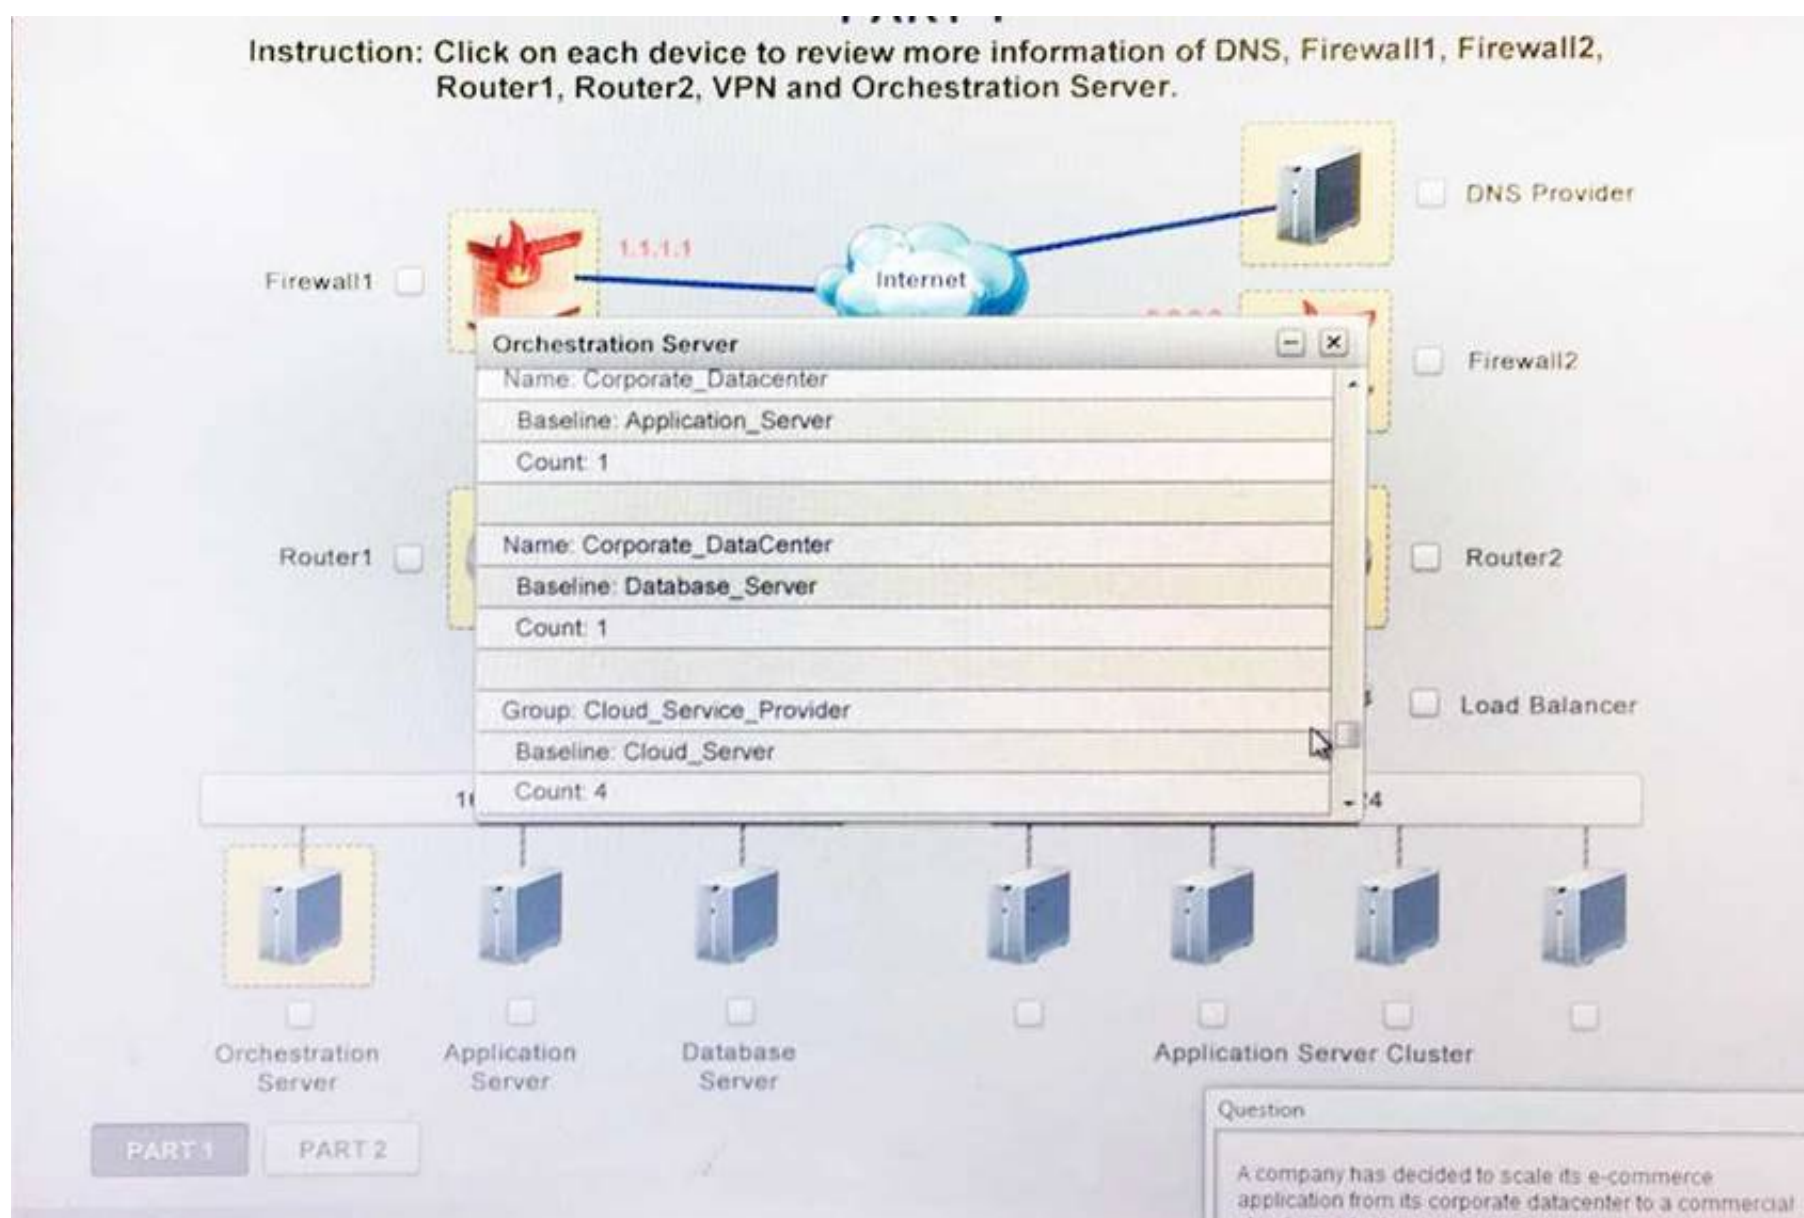 Instruction: Click on each device to review more information of DNS, Firewall1, Firewall2,
Router1, Router2, VPN and Orchestration Server.
DNS Provider
1.1.1.1
Firewall1
Internet
Firewall2
Orchestration Server
Name: Corporate_Datacenter
Baseline: Application_Server
Count: 1
Name: Corporate_DataCenter
Baseline: Database_Server
Count: 1
Group: Cloud_Service_Provider
Baseline: Cloud_Server
Count: 4
Router1
Router2
Load Balancer
Orchestration
Server
Application
Server
Database
Server
Application Server Cluster
PART 1
PART 2
Question
A company has decided to scale its e-commerce
application from its corporate datacenter to a commercial